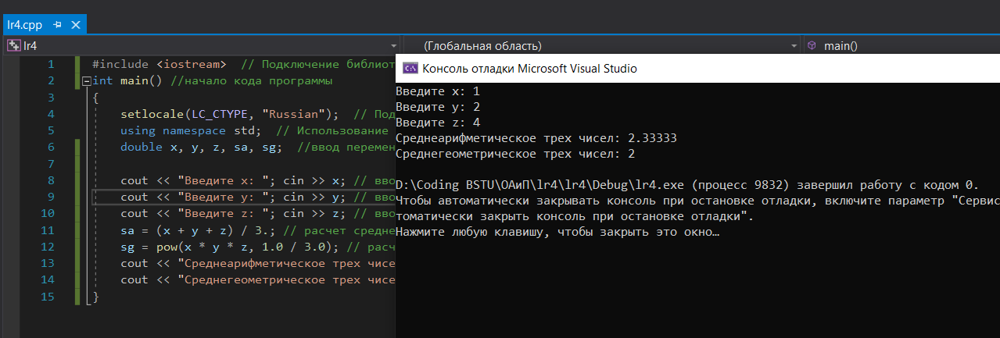 lr4.cpp
lr4 (Глобальная область) main()
1 #include <iostream> // Подключение библиот
2 int main() //начало кода программы
3 {
4 setlocale(LC_CTYPE, "Russian"); // Под
5 using namespace std; // Использование
6 double x, y, z, sa, sg; //ввод перемен
7
8 cout << "Введите x: "; cin >> x; // вво
9 cout << "Введите y: "; cin >> y; // вво
10 cout << "Введите z: "; cin >> z; // вво
11 sa = (x + y + z) / 3.; // расчет средне
12 sg = pow(x * y * z, 1.0 / 3.0); // расч
13 cout << "Среднеарифметическое трех чисе
14 cout << "Среднегеометрическое трех чисе
15 }
C:\ Консоль отладки Microsoft Visual Studio
Введите x: 1
Введите y: 2
Введите z: 4
Среднеарифметическое трех чисел: 2.33333
Среднегеометрическое трех чисел: 2
D:\Coding BSTU\ОАиП\lr4\lr4\Debug\lr4.exe (процесс 9832) завершил работу с кодом 0.
Чтобы автоматически закрывать консоль при остановке отладки, включите параметр "Сервис
томатически закрыть консоль при остановке отладки".
Нажмите любую клавишу, чтобы закрыть это окно…